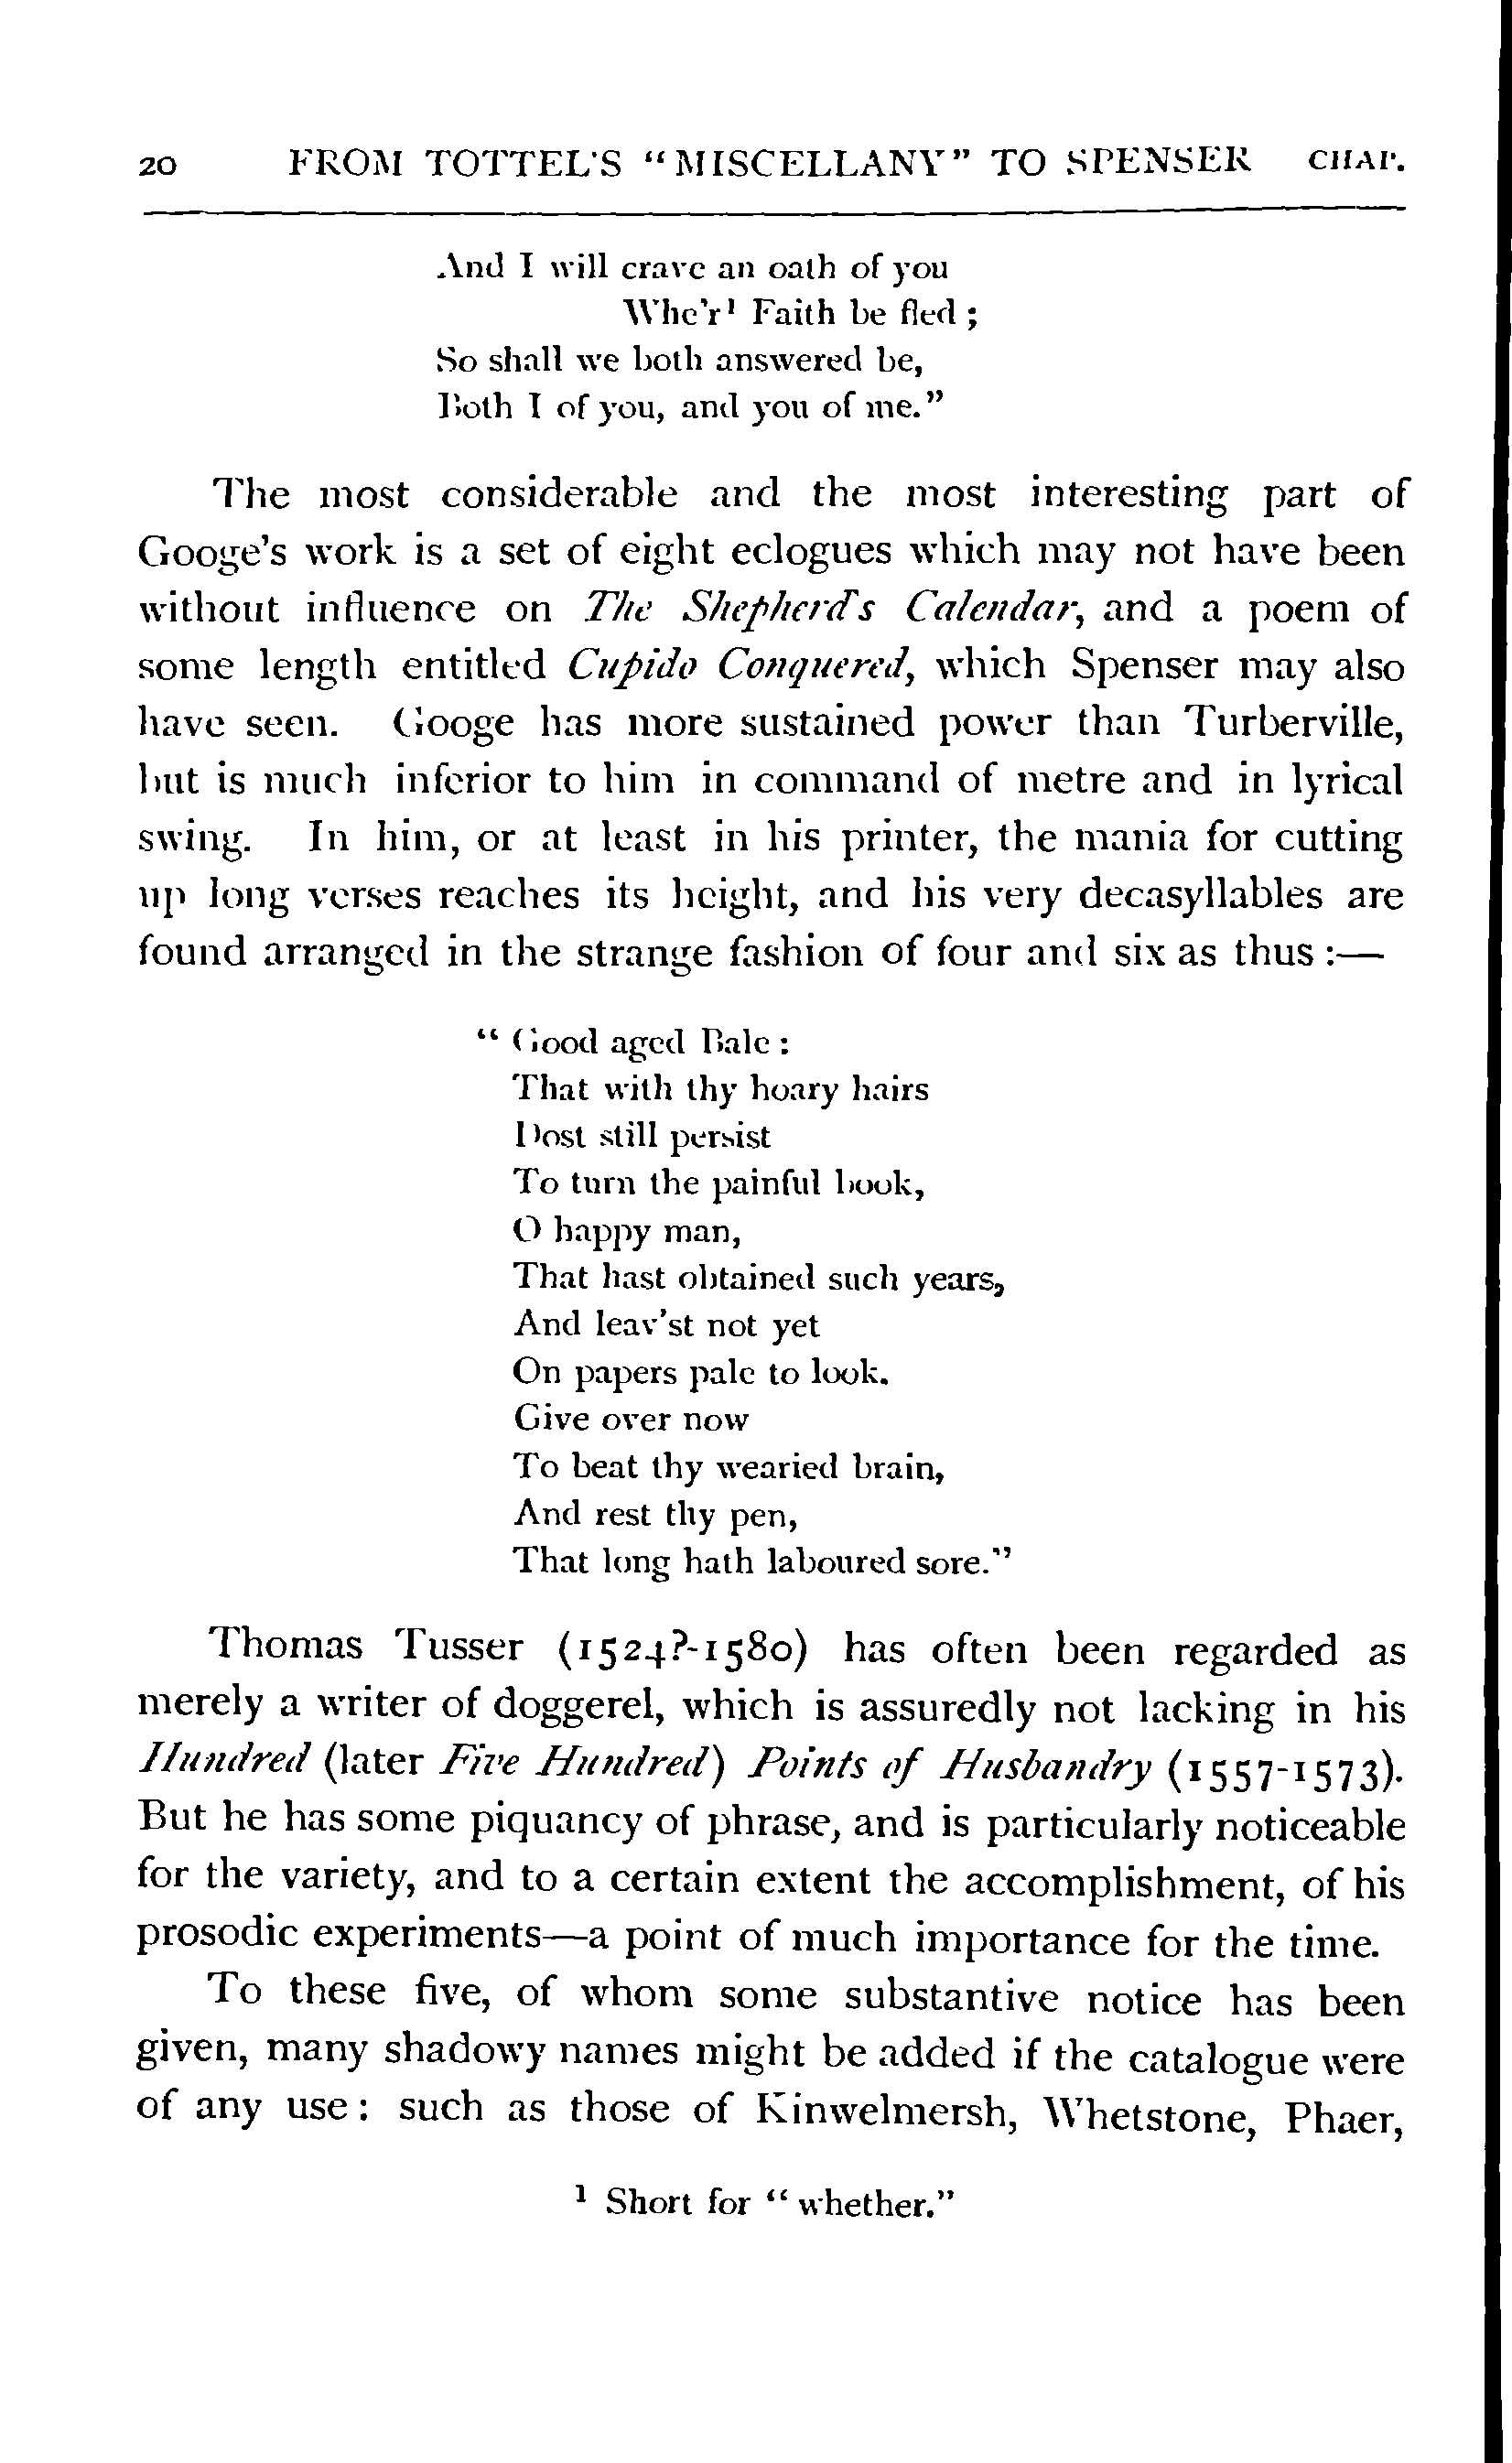 20 FROM TOTTEL'S "MISCELLANY" TO SPENSER CHAP.
And I will crave an oath of you
Whe'r¹ Faith be fled ;
So shall we both answered be,
Both I of you, and you of me."
The most considerable and the most interesting part of
Googe's work is a set of eight eclogues which may not have been
without influence on The Shepherd's Calendar, and a poem of
some length entitled Cupido Conquered, which Spenser may also
have seen. Googe has more sustained power than Turberville,
but is much inferior to him in command of metre and in lyrical
swing. In him, or at least in his printer, the mania for cutting
up long verses reaches its height, and his very decasyllables are
found arranged in the strange fashion of four and six as thus :—
" Good aged Bale :
That with thy hoary hairs
Dost still persist
To turn the painful book,
O happy man,
That hast obtained such years,
And leav'st not yet
On papers pale to look.
Give over now
To beat thy wearied brain,
And rest thy pen,
That long hath laboured sore."
Thomas Tusser (1524?-1580) has often been regarded as
merely a writer of doggerel, which is assuredly not lacking in his
Hundred (later Five Hundred) Points of Husbandry (1557-1573).
But he has some piquancy of phrase, and is particularly noticeable
for the variety, and to a certain extent the accomplishment, of his
prosodic experiments—a point of much importance for the time.
To these five, of whom some substantive notice has been
given, many shadowy names might be added if the catalogue were
of any use : such as those of Kinwelmersh, Whetstone, Phaer,
¹ Short for " whether."